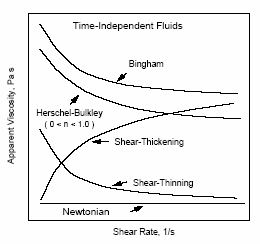 Time-Independent Fluids
Bingham
Herschel-Bulkley
( 0 < n < 1.0 )
Shear-Thickening
Shear-Thinning
Newtonian
Apparent Viscosity, Pa s
Shear Rate, 1/s